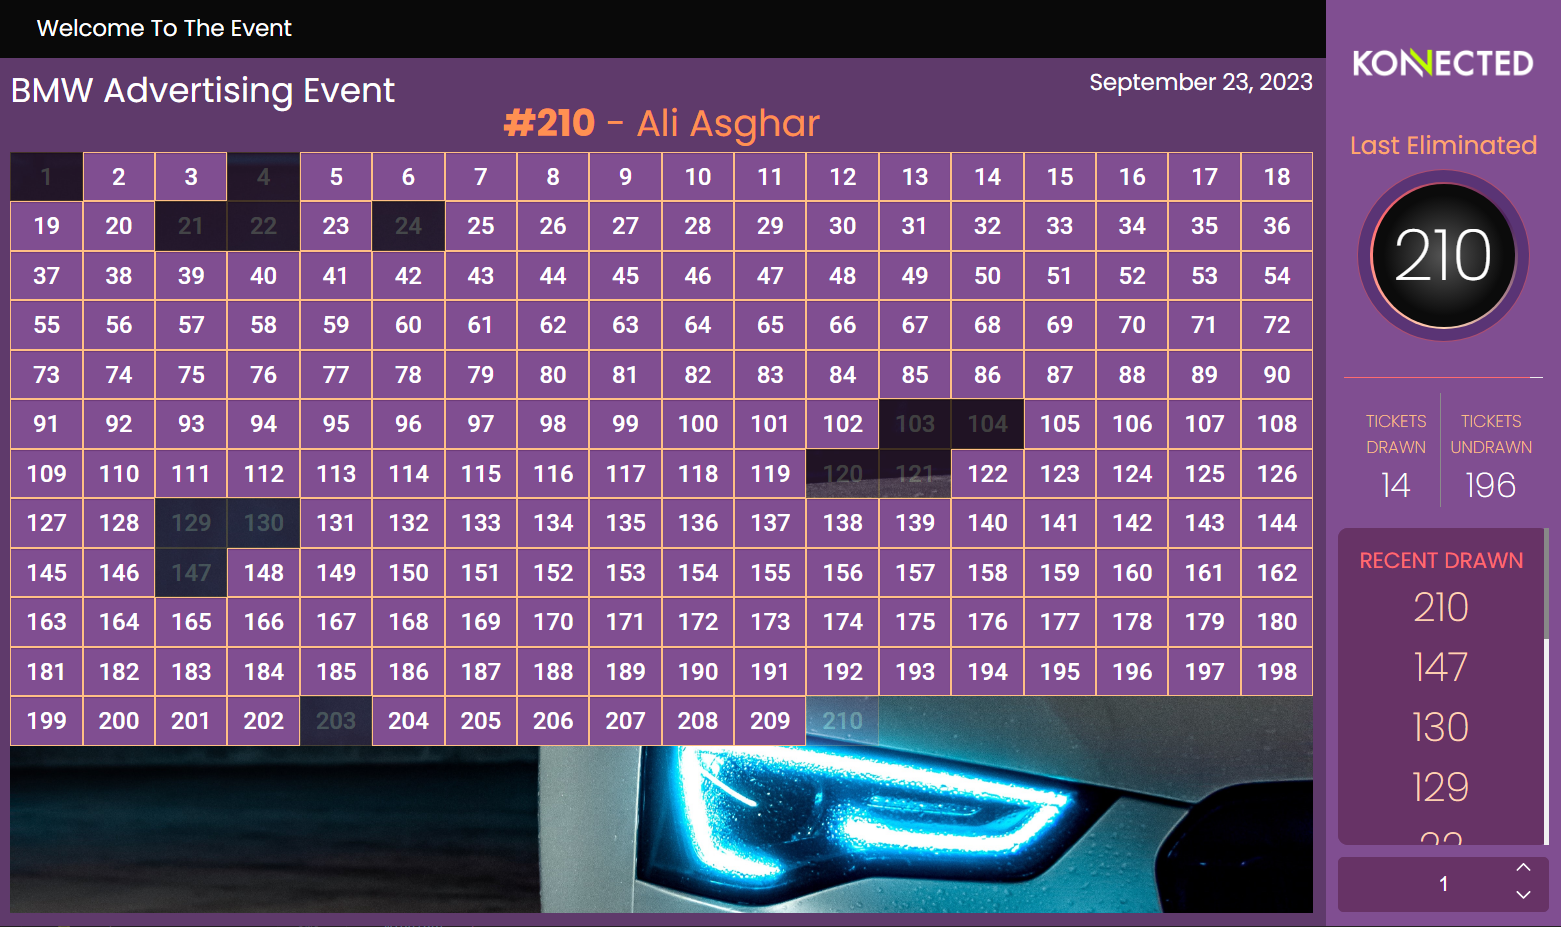 Welcome To The Event
BMW Advertising Event
September 23, 2023
#210 - Ali Asghar
1 2 3 4 5 6 7 8 9 10 11 12 13 14 15 16 17 18
19 20 21 22 23 24 25 26 27 28 29 30 31 32 33 34 35 36
37 38 39 40 41 42 43 44 45 46 47 48 49 50 51 52 53 54
55 56 57 58 59 60 61 62 63 64 65 66 67 68 69 70 71 72
73 74 75 76 77 78 79 80 81 82 83 84 85 86 87 88 89 90
91 92 93 94 95 96 97 98 99 100 101 102 103 104 105 106 107 108
109 110 111 112 113 114 115 116 117 118 119 120 121 122 123 124 125 126
127 128 129 130 131 132 133 134 135 136 137 138 139 140 141 142 143 144
145 146 147 148 149 150 151 152 153 154 155 156 157 158 159 160 161 162
163 164 165 166 167 168 169 170 171 172 173 174 175 176 177 178 179 180
181 182 183 184 185 186 187 188 189 190 191 192 193 194 195 196 197 198
199 200 201 202 203 204 205 206 207 208 209 210
KONNECTED
Last Eliminated
210
TICKETS DRAWN
14
TICKETS UNDRAWN
196
RECENT DRAWN
210
147
130
129
1